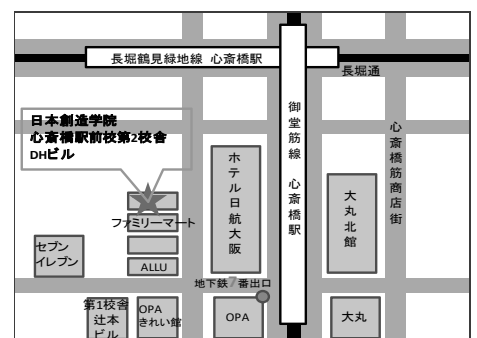 長堀鶴見緑地線 心斎橋駅
長堀通
日本創造学院
心斎橋駅前校第2校舎
DHビル
御堂筋線 心斎橋駅
心斎橋筋商店街
ホテル日航大阪
大丸北館
ファミリーマート
セブン
イレブン
ALLU
地下鉄7番出口
第1校舎
辻本
ビル
OPA
きれい館
OPA
大丸